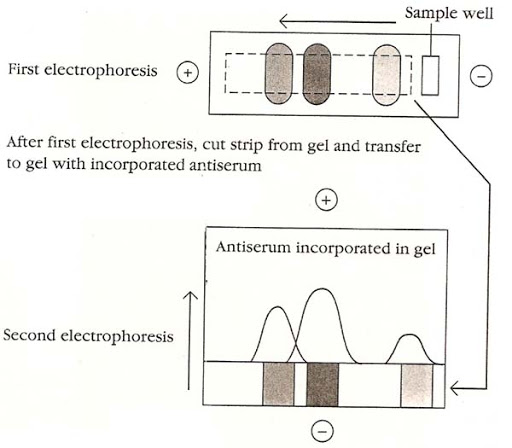 Sample well
First electrophoresis + −
After first electrophoresis, cut strip from gel and transfer
to gel with incorporated antiserum
+
Antiserum incorporated in gel
Second electrophoresis
−